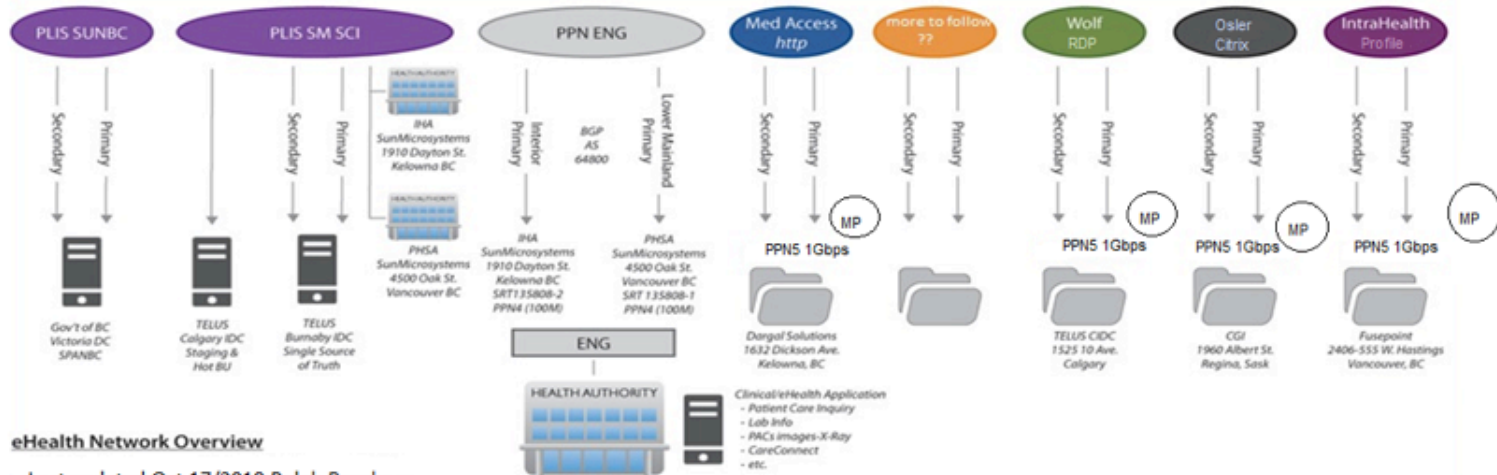 PLIS SUNBC
PLIS SM SCI
PPN ENG
Med Access
http
more to follow
??
Wolf
RDP
Osler
Citrix
IntraHealth
Profile
Secondary
Primary
Secondary
Primary
HEALTH AUTHORITY
IHA
SunMicrosystems
1910 Dayton St.
Kelowna BC
HEALTH AUTHORITY
PHSA
SunMicrosystems
4500 Oak St.
Vancouver BC
Interior
Primary
BGP
AS
64800
Lower Mainland
Primary
Secondary
Primary
Secondary
Primary
Secondary
Primary
Secondary
Primary
MP
MP
MP
MP
Gov't of BC
Victoria DC
SPANBC
TELUS
Calgary IDC
Staging &
Hot BU
TELUS
Burnaby IDC
Single Source
of Truth
IHA
SunMicrosystems
1910 Dayton St.
Kelowna BC
SRT135808-2
PPN4 (100M)
PHSA
SunMicrosystems
4500 Oak St.
Vancouver BC
SRT 135808-1
PPN4 (100M)
PPN5 1Gbps
Dargal Solutions
1632 Dickson Ave.
Kelowna, BC
PPN5 1Gbps
TELUS CIDC
1525 10 Ave.
Calgary
PPN5 1Gbps
CGI
1960 Albert St.
Regina, Sask
PPN5 1Gbps
Fusepoint
2406-555 W. Hastings
Vancouver, BC
ENG
HEALTH AUTHORITY
Clinical/eHealth Application
- Patient Care Inquiry
- Lab Info
- PACs images-X-Ray
- CareConnect
- etc.
eHealth Network Overview